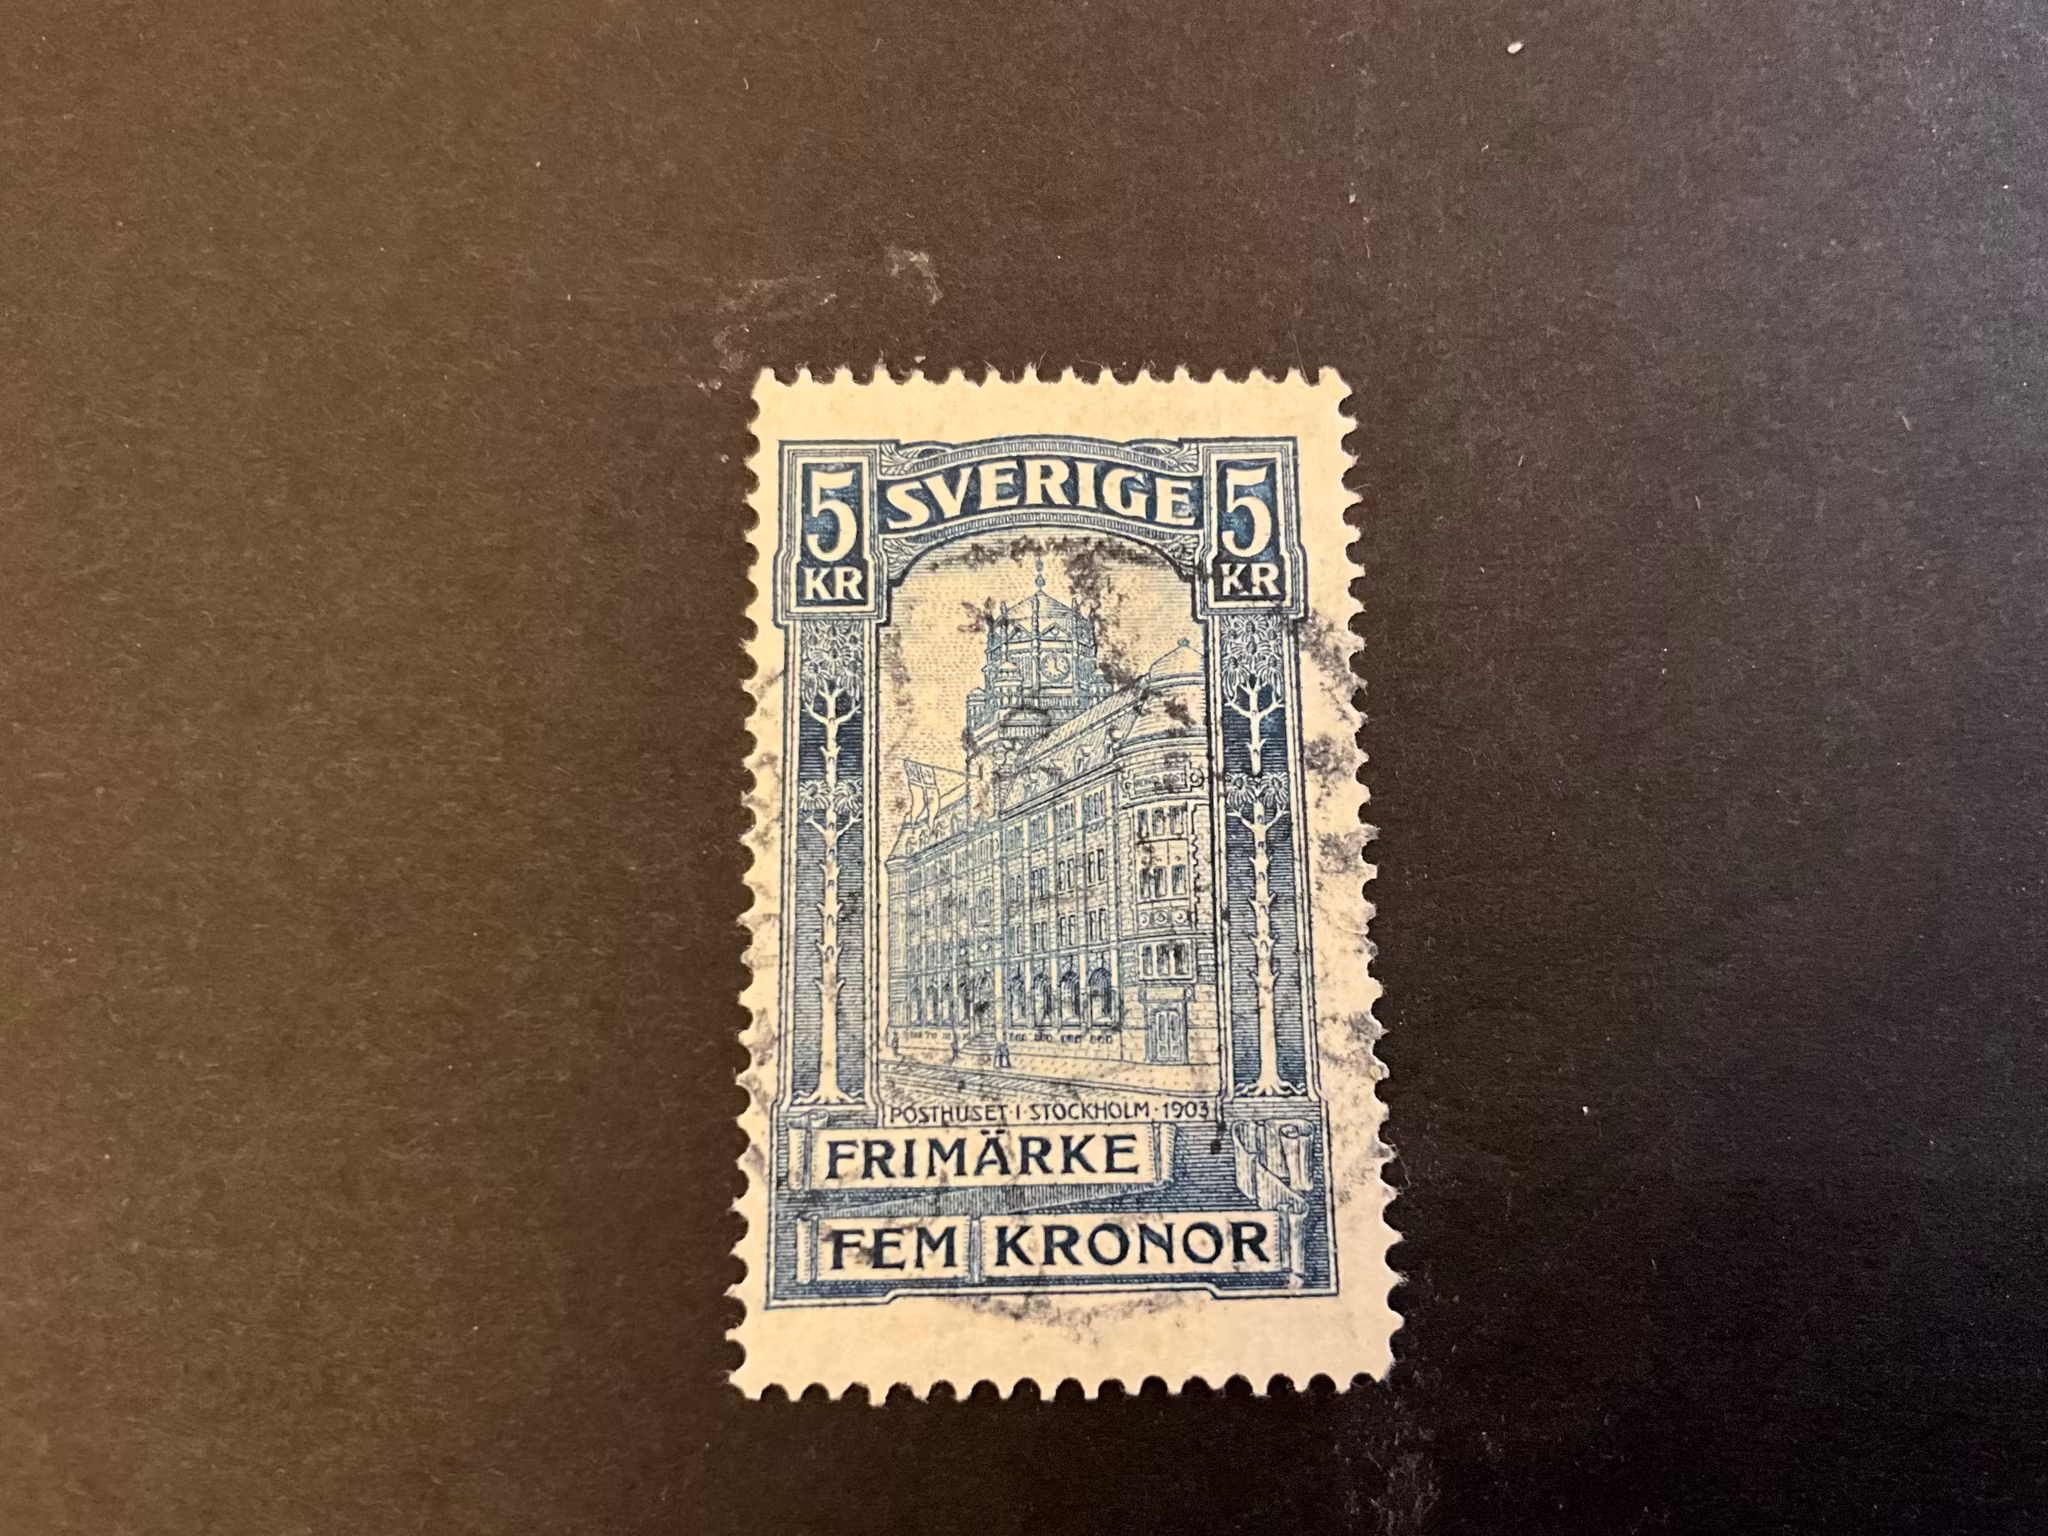 5 SVERIGE 5
KR KR
POSTHUSET·I·STOCKHOLM·1903
FRIMÄRKE
FEM KRONOR